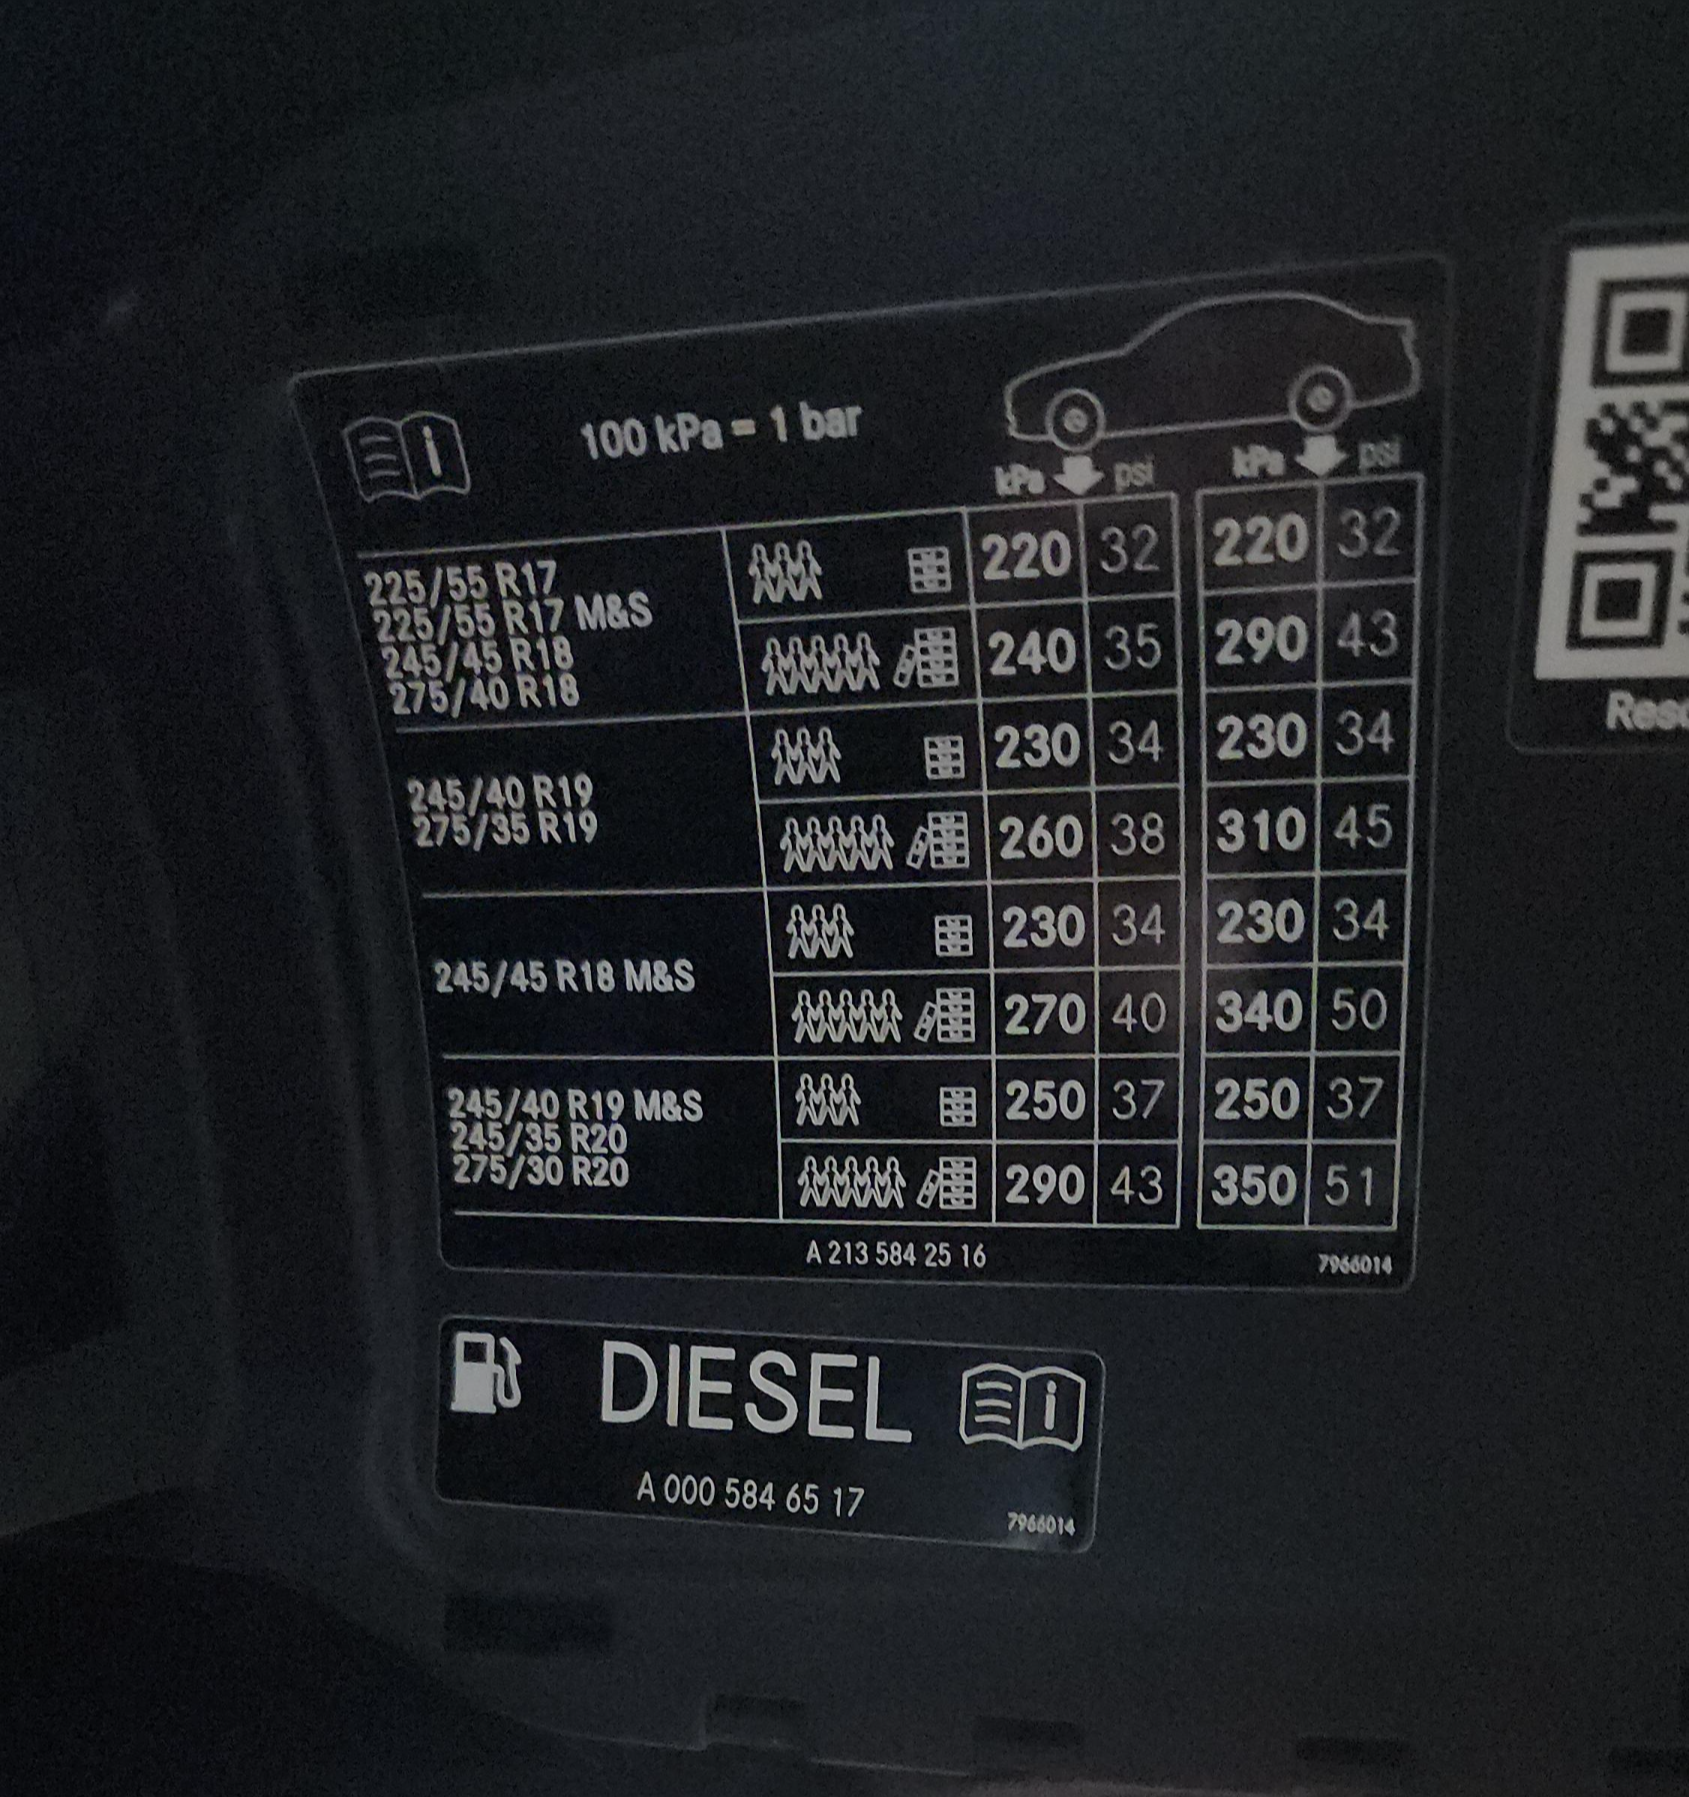 100 kPa = 1 bar
kPa psi kPa psi
225/55 R17
225/55 R17 M&S
245/45 R18
275/40 R18
220 32 220 32
240 35 290 43
245/40 R19
275/35 R19
230 34 230 34
260 38 310 45
245/45 R18 M&S
230 34 230 34
270 40 340 50
245/40 R19 M&S
245/35 R20
275/30 R20
250 37 250 37
290 43 350 51
A 213 584 25 16 7966014
DIESEL
A 000 584 65 17
7966014